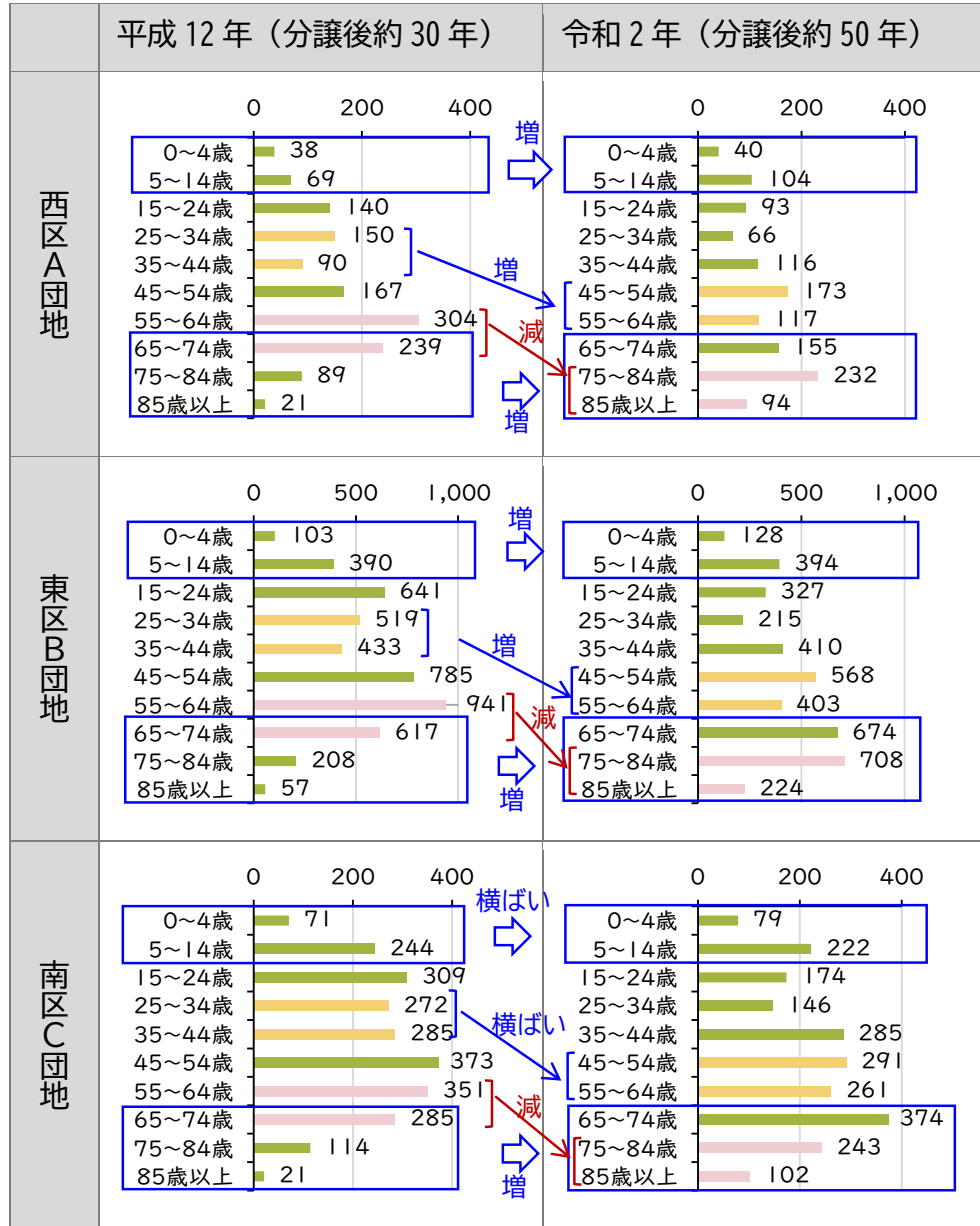 平成12年（分譲後約30年）
令和2年（分譲後約50年）
西区A団地
0 200 400
0～4歳 38
5～14歳 69
15～24歳 140
25～34歳 150
35～44歳 90
45～54歳 167
55～64歳 304
65～74歳 239
75～84歳 89
85歳以上 21
増
増
減
増
0 200 400
0～4歳 40
5～14歳 104
15～24歳 93
25～34歳 66
35～44歳 116
45～54歳 173
55～64歳 117
65～74歳 155
75～84歳 232
85歳以上 94
東区B団地
0 500 1,000
0～4歳 103
5～14歳 390
15～24歳 641
25～34歳 519
35～44歳 433
45～54歳 785
55～64歳 941
65～74歳 617
75～84歳 208
85歳以上 57
増
増
減
増
0 500 1,000
0～4歳 128
5～14歳 394
15～24歳 327
25～34歳 215
35～44歳 410
45～54歳 568
55～64歳 403
65～74歳 674
75～84歳 708
85歳以上 224
南区C団地
0 200 400
0～4歳 71
5～14歳 244
15～24歳 309
25～34歳 272
35～44歳 285
45～54歳 373
55～64歳 351
65～74歳 285
75～84歳 114
85歳以上 21
横ばい
横ばい
減
増
0 200 400
0～4歳 79
5～14歳 222
15～24歳 174
25～34歳 146
35～44歳 285
45～54歳 291
55～64歳 261
65～74歳 374
75～84歳 243
85歳以上 102